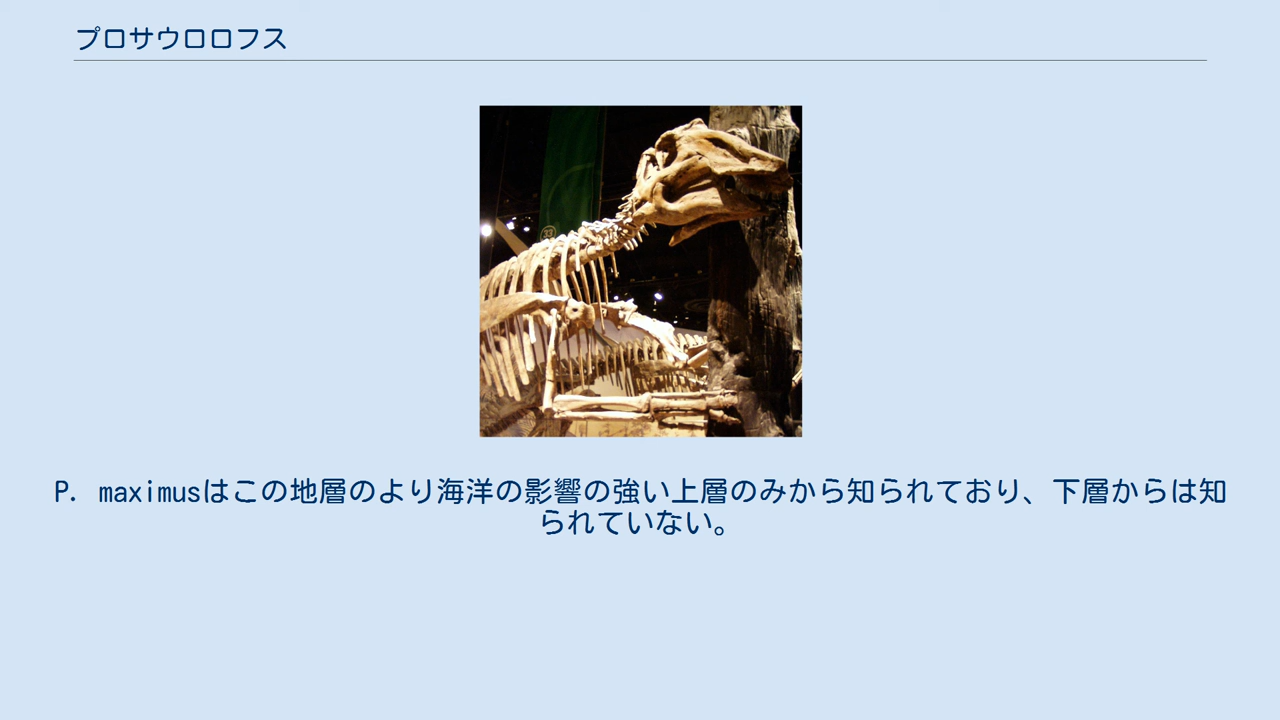 プロサウロロフス
P. maximusはこの地層のより海洋の影響の強い上層のみから知られており、下層からは知
られていない。